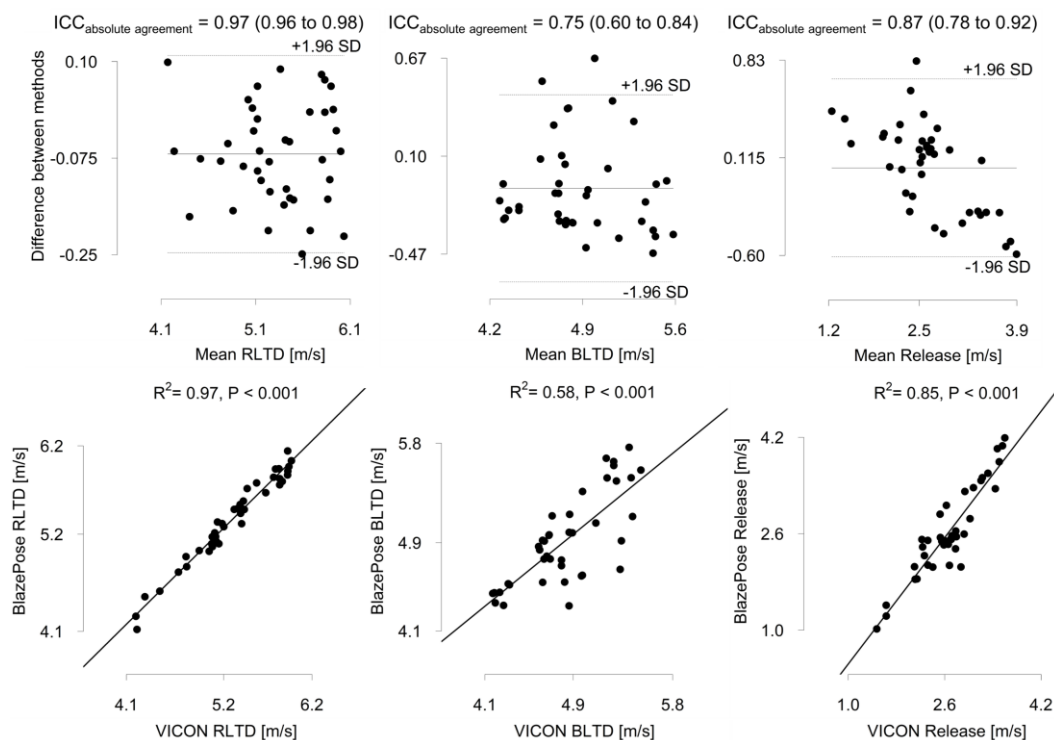 ICCabsolute agreement = 0.97 (0.96 to 0.98)
+1.96 SD
0.10
-0.075
-0.25
-1.96 SD
Difference between methods
4.1 5.1 6.1
Mean RLTD [m/s]
ICCabsolute agreement = 0.75 (0.60 to 0.84)
0.67
+1.96 SD
0.10
-0.47
-1.96 SD
4.2 4.9 5.6
Mean BLTD [m/s]
ICCabsolute agreement = 0.87 (0.78 to 0.92)
0.83
+1.96 SD
0.115
-0.60
-1.96 SD
1.2 2.5 3.9
Mean Release [m/s]
R2= 0.97, P < 0.001
6.2
5.2
4.1
BlazePose RLTD [m/s]
4.1 5.2 6.2
VICON RLTD [m/s]
R2= 0.58, P < 0.001
5.8
4.9
4.1
BlazePose BLTD [m/s]
4.1 4.9 5.8
VICON BLTD [m/s]
R2= 0.85, P < 0.001
4.2
2.6
1.0
BlazePose Release [m/s]
1.0 2.6 4.2
VICON Release [m/s]